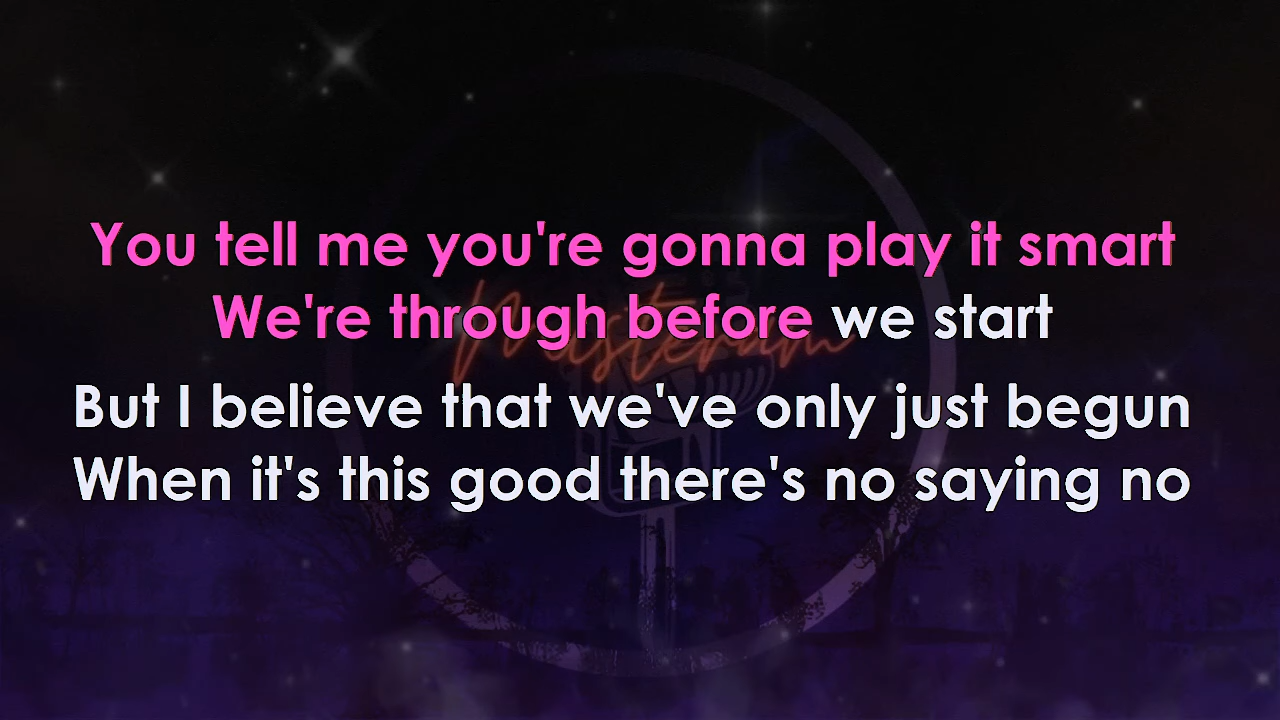 You tell me you're gonna play it smart
We're through before we start
But I believe that we've only just begun
When it's this good there's no saying no